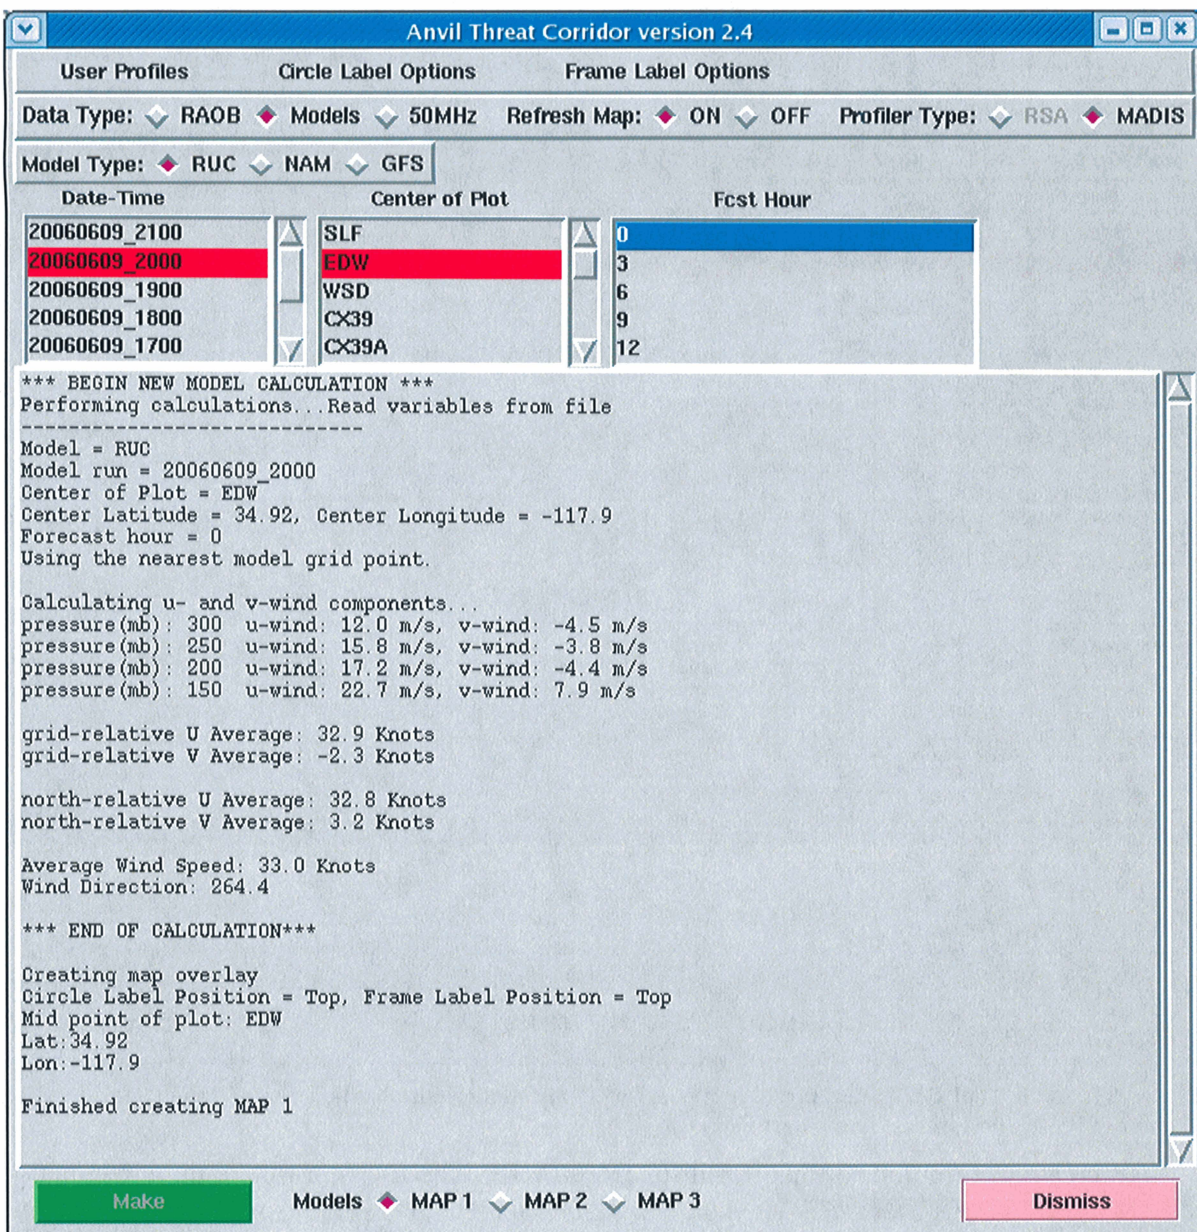 Anvil Threat Corridor version 2.4
User Profiles Circle Label Options Frame Label Options
Data Type: RAOB Models 50MHz Refresh Map: ON OFF Profiler Type: RSA MADIS
Model Type: RUC NAM GFS
Date-Time Center of Plot Fcst Hour
20060609_2100 SLF 0
20060609_2000 EDW 3
20060609_1900 WSD 6
20060609_1800 CX39 9
20060609_1700 CX39A 12
*** BEGIN NEW MODEL CALCULATION ***
Performing calculations...Read variables from file
-----------------------------
Model = RUC
Model run = 20060609_2000
Center of Plot = EDW
Center Latitude = 34.92, Center Longitude = -117.9
Forecast hour = 0
Using the nearest model grid point.
Calculating u- and v-wind components...
pressure(mb): 300 u-wind: 12.0 m/s, v-wind: -4.5 m/s
pressure(mb): 250 u-wind: 15.8 m/s, v-wind: -3.8 m/s
pressure(mb): 200 u-wind: 17.2 m/s, v-wind: -4.4 m/s
pressure(mb): 150 u-wind: 22.7 m/s, v-wind: 7.9 m/s
grid-relative U Average: 32.9 Knots
grid-relative V Average: -2.3 Knots
north-relative U Average: 32.8 Knots
north-relative V Average: 3.2 Knots
Average Wind Speed: 33.0 Knots
Wind Direction: 264.4
*** END OF CALCULATION***
Creating map overlay
Circle Label Position = Top, Frame Label Position = Top
Mid point of plot: EDW
Lat:34.92
Lon:-117.9
Finished creating MAP 1
Make Models MAP 1 MAP 2 MAP 3 Dismiss